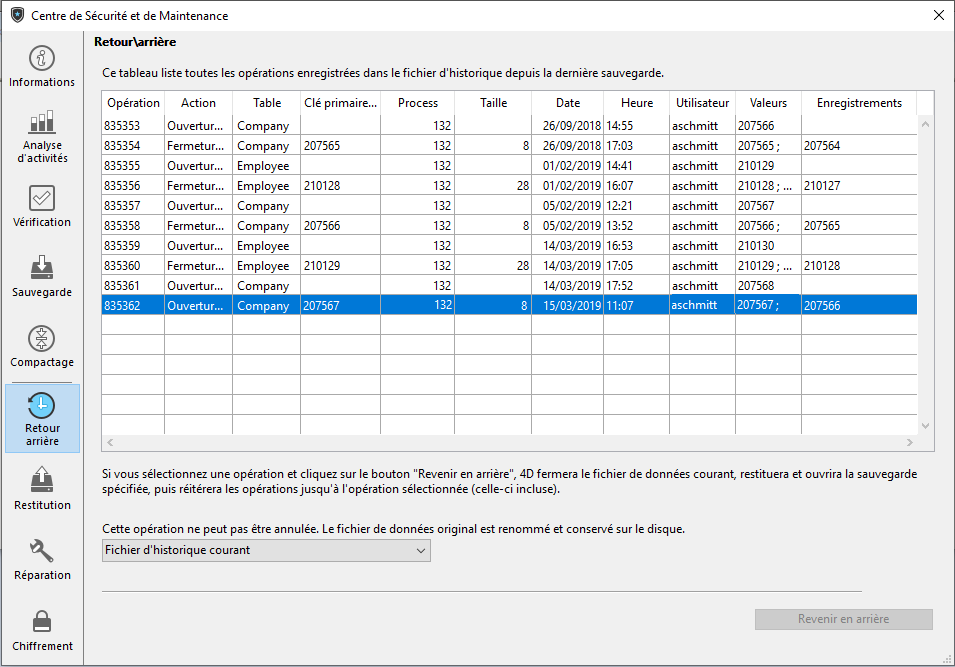 Centre de Sécurité et de Maintenance
Informations
Analyse
d'activités
Vérification
Sauvegarde
Compactage
Retour
arrière
Restitution
Réparation
Chiffrement
Retour\arrière
Ce tableau liste toutes les opérations enregistrées dans le fichier d'historique depuis la dernière sauvegarde.
Opération Action Table Clé primaire... Process Taille Date Heure Utilisateur Valeurs Enregistrements
835353 Ouvertur... Company 132 26/09/2018 14:55 aschmitt 207566
835354 Fermetur... Company 207565 132 8 26/09/2018 17:03 aschmitt 207565 ; 207564
835355 Ouvertur... Employee 132 01/02/2019 14:41 aschmitt 210129
835356 Fermetur... Employee 210128 132 28 01/02/2019 16:07 aschmitt 210128 ; ... 210127
835357 Ouvertur... Company 132 05/02/2019 12:21 aschmitt 207567
835358 Fermetur... Company 207566 132 8 05/02/2019 13:52 aschmitt 207566 ; 207565
835359 Ouvertur... Employee 132 14/03/2019 16:53 aschmitt 210130
835360 Fermetur... Employee 210129 132 28 14/03/2019 17:05 aschmitt 210129 ; ... 210128
835361 Ouvertur... Company 132 14/03/2019 17:52 aschmitt 207568
835362 Ouvertur... Company 207567 132 8 15/03/2019 11:07 aschmitt 207567 ; 207566
Si vous sélectionnez une opération et cliquez sur le bouton "Revenir en arrière", 4D fermera le fichier de données courant, restituera et ouvrira la sauvegarde
spécifiée, puis réitérera les opérations jusqu'à l'opération sélectionnée (celle-ci incluse).
Cette opération ne peut pas être annulée. Le fichier de données original est renommé et conservé sur le disque.
Fichier d'historique courant
Revenir en arrière